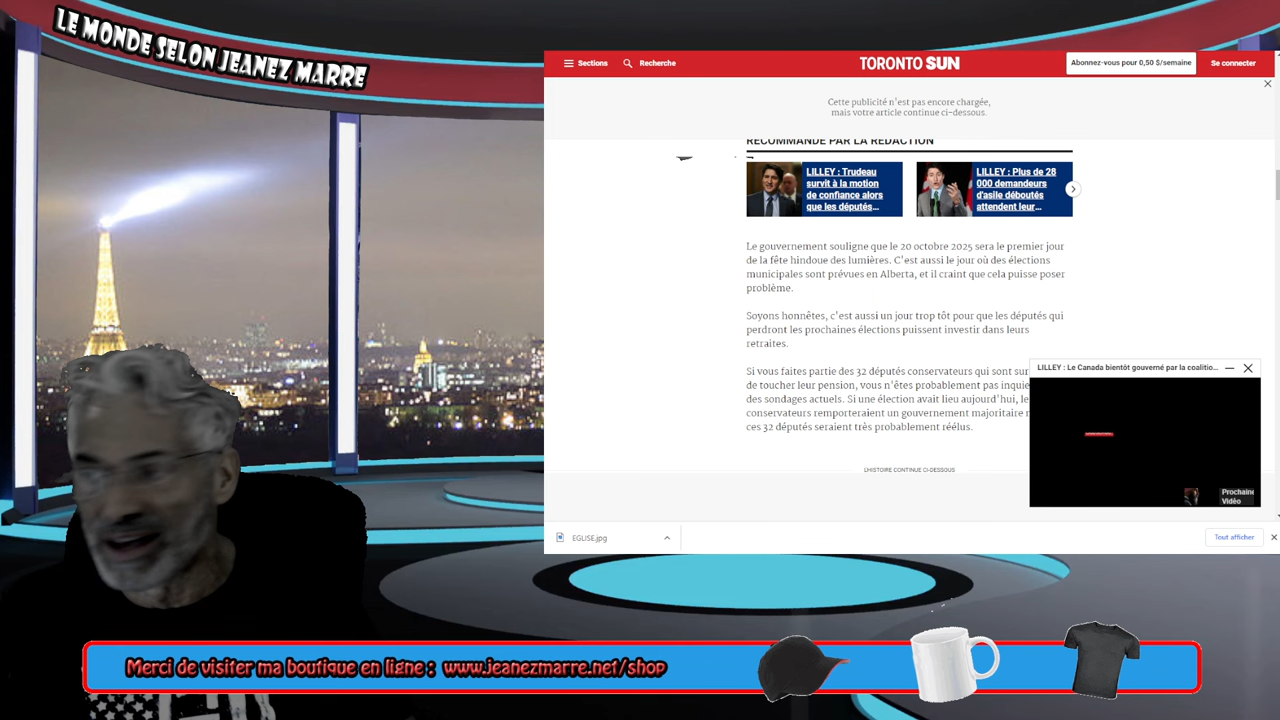 LE MONDE SELON JEANEZ MARRE
Sections
Recherche
TORONTO SUN
Abonnez-vous pour 0,50 $/semaine
Se connecter
Cette publicité n'est pas encore chargée,
mais votre article continue ci-dessous.
RECOMMANDÉ PAR LA RÉDACTION
LILLEY : Trudeau
survit à la motion
de confiance alors
que les députés...
LILLEY : Plus de 28
000 demandeurs
d'asile déboutés
attendent leur...
Le gouvernement souligne que le 20 octobre 2025 sera le premier jour
de la fête hindoue des lumières. C'est aussi le jour où des élections
municipales sont prévues en Alberta, et il craint que cela puisse poser
problème.
Soyons honnêtes, c'est aussi un jour trop tôt pour que les députés qui
perdront les prochaines élections puissent investir dans leurs
retraites.
Si vous faites partie des 32 députés conservateurs qui sont sur
de toucher leur pension, vous n'êtes probablement pas inquie
des sondages actuels. Si une élection avait lieu aujourd'hui, le
conservateurs remporteraient un gouvernement majoritaire
ces 32 députés seraient très probablement réélus.
LILLEY : Le Canada bientôt gouverné par la coalitio...
Prochaine
Vidéo
L'HISTOIRE CONTINUE CI-DESSOUS
EGLISE.jpg
Tout afficher
Merci de visiter ma boutique en ligne : www.jeanezmarre.net/shop